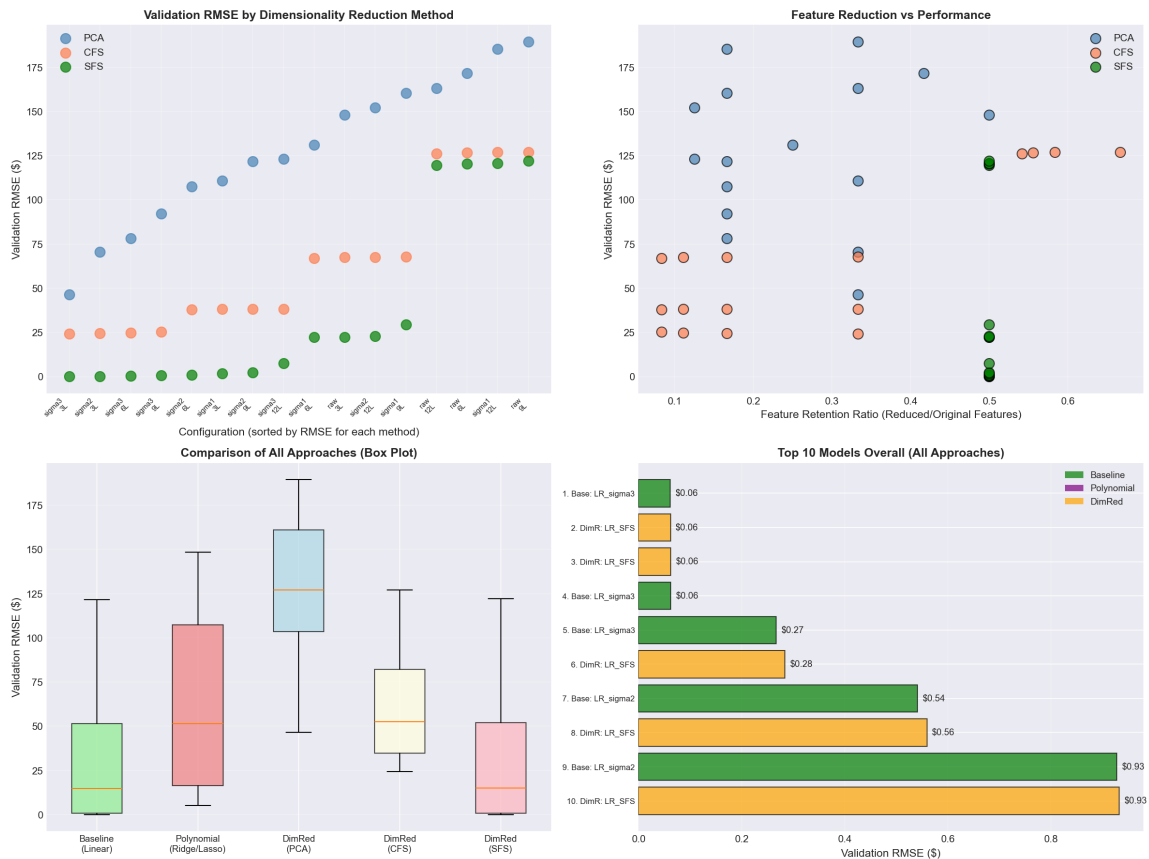 Validation RMSE by Dimensionality Reduction Method
PCA
CFS
SFS
175
150
125
100
75
50
25
0
Validation RMSE ($)
sigma3
3L
sigma2
3L
sigma3
6L
sigma3
9L
sigma2
6L
sigma1
3L
sigma2
9L
sigma3
12L
sigma1
6L
raw
3L
sigma2
12L
sigma1
9L
raw
12L
raw
6L
sigma1
12L
raw
9L
Configuration (sorted by RMSE for each method)
Feature Reduction vs Performance
PCA
CFS
SFS
175
150
125
100
75
50
25
0
Validation RMSE ($)
0.1 0.2 0.3 0.4 0.5 0.6
Feature Retention Ratio (Reduced/Original Features)
Comparison of All Approaches (Box Plot)
175
150
125
100
75
50
25
0
Validation RMSE ($)
Baseline
(Linear)
Polynomial
(Ridge/Lasso)
DimRed
(PCA)
DimRed
(CFS)
DimRed
(SFS)
Top 10 Models Overall (All Approaches)
Baseline
Polynomial
DimRed
1. Base: LR_sigma3 $0.06
2. DimR: LR_SFS $0.06
3. DimR: LR_SFS $0.06
4. Base: LR_sigma3 $0.06
5. Base: LR_sigma3 $0.27
6. DimR: LR_SFS $0.28
7. Base: LR_sigma2 $0.54
8. DimR: LR_SFS $0.56
9. Base: LR_sigma2 $0.93
10. DimR: LR_SFS $0.93
0.0 0.2 0.4 0.6 0.8
Validation RMSE ($)